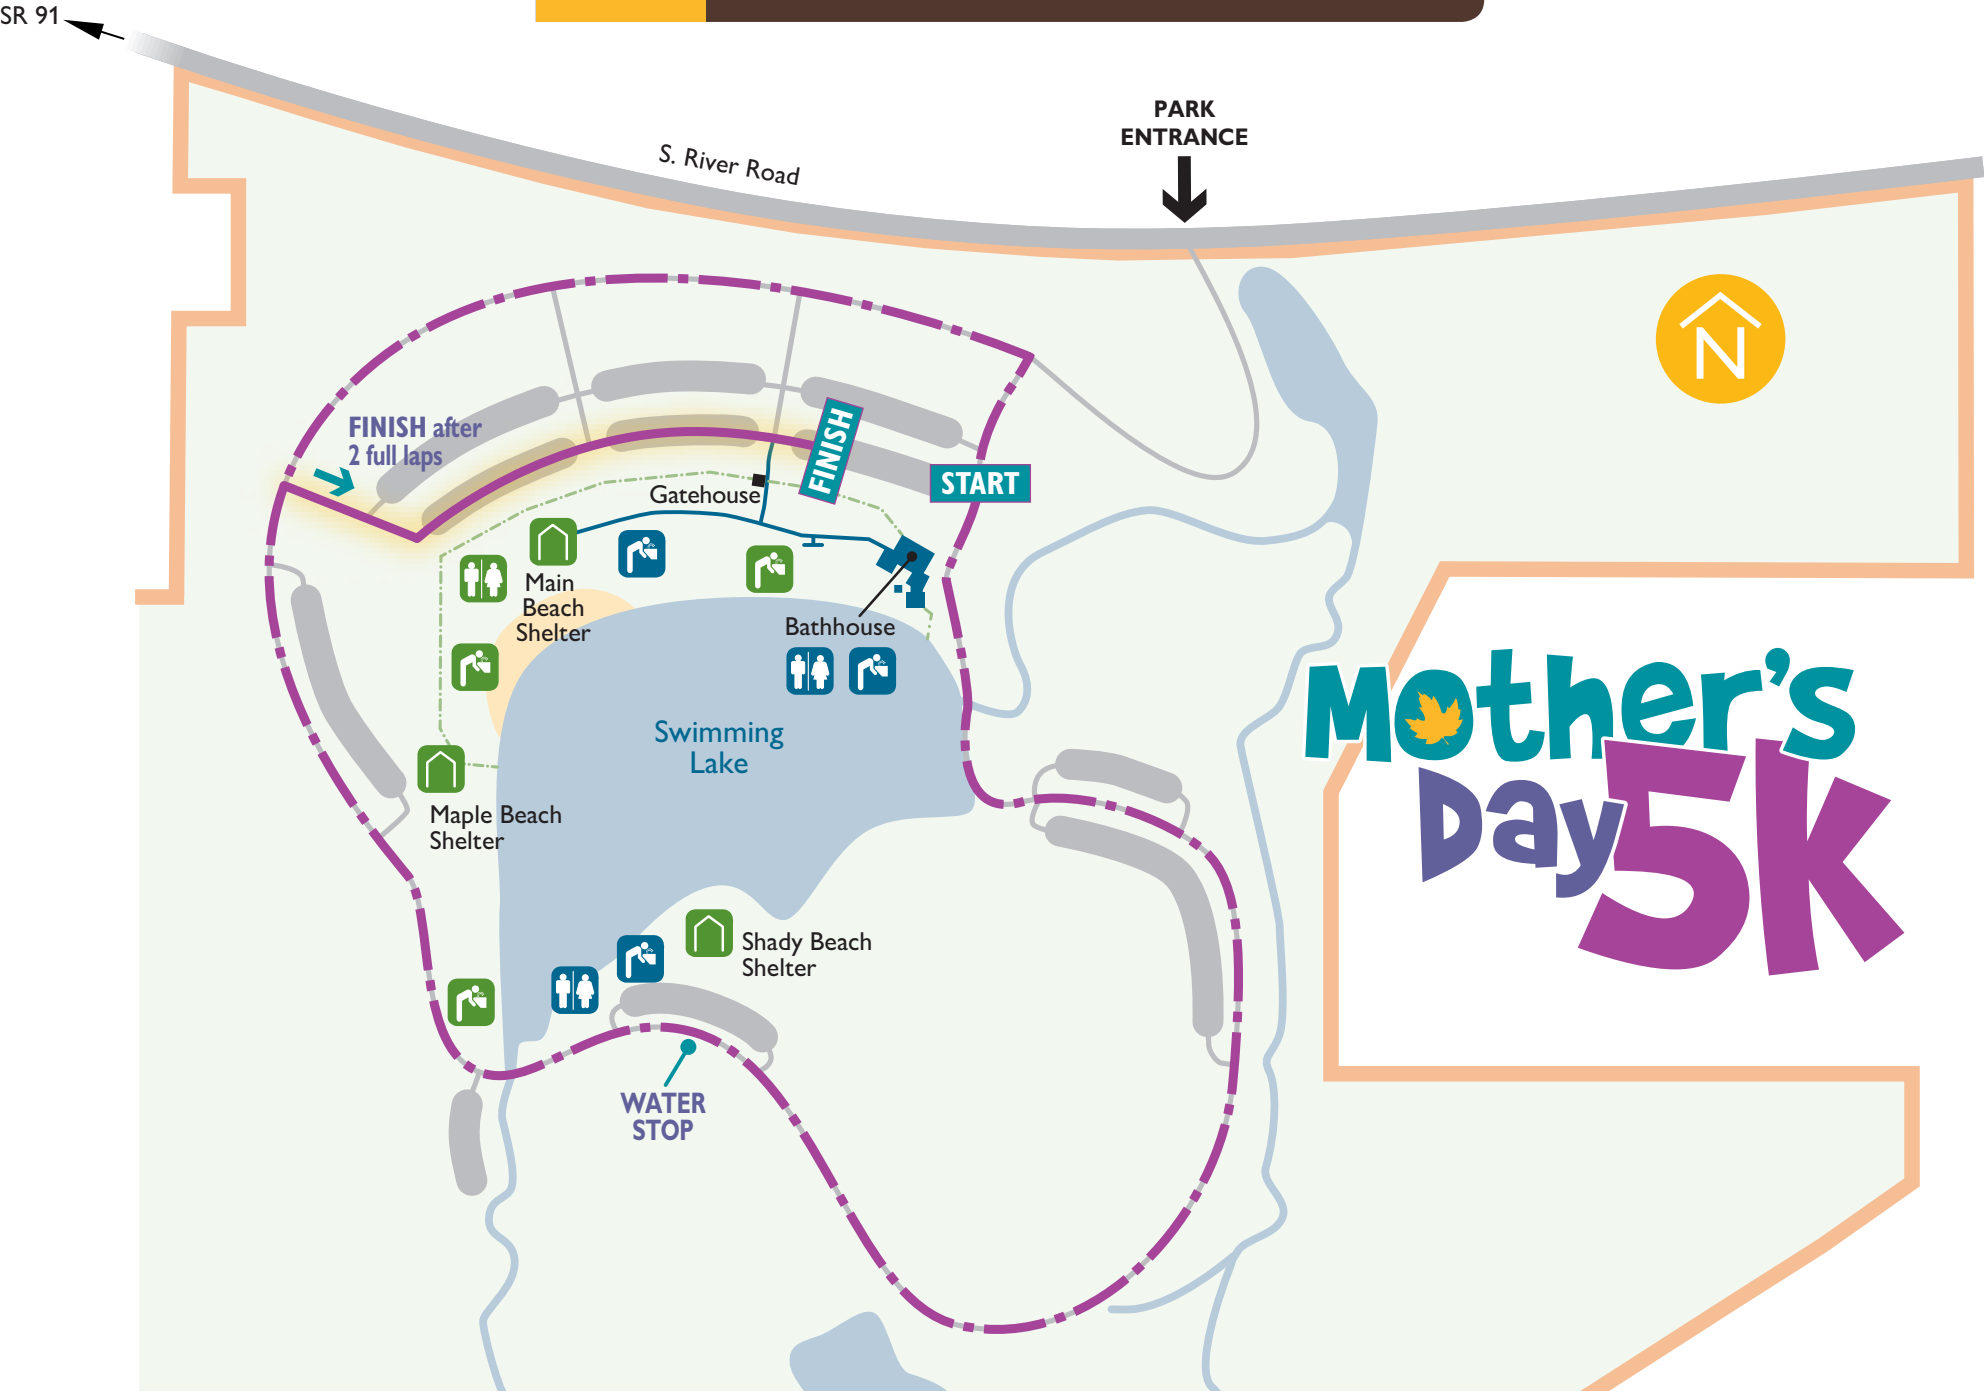 SR 91
PARK
ENTRANCE
S. River Road
N
FINISH after
2 full laps
FINISH
START
Gatehouse
Main
Beach
Shelter
Bathhouse
Swimming
Lake
Mother's
Day 5k
Maple Beach
Shelter
Shady Beach
Shelter
WATER
STOP